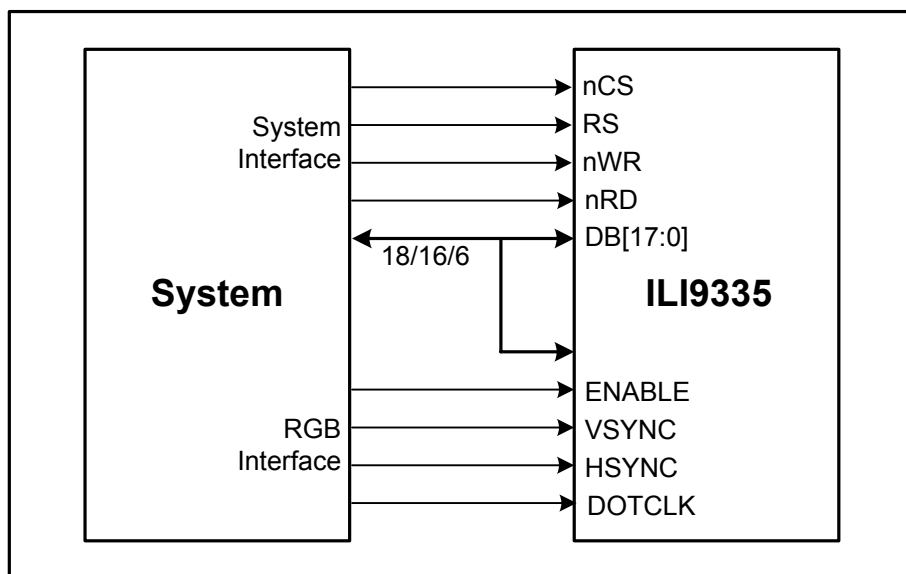 System
Interface
18/16/6
System
RGB
Interface
nCS
RS
nWR
nRD
DB[17:0]
ILI9335
ENABLE
VSYNC
HSYNC
DOTCLK